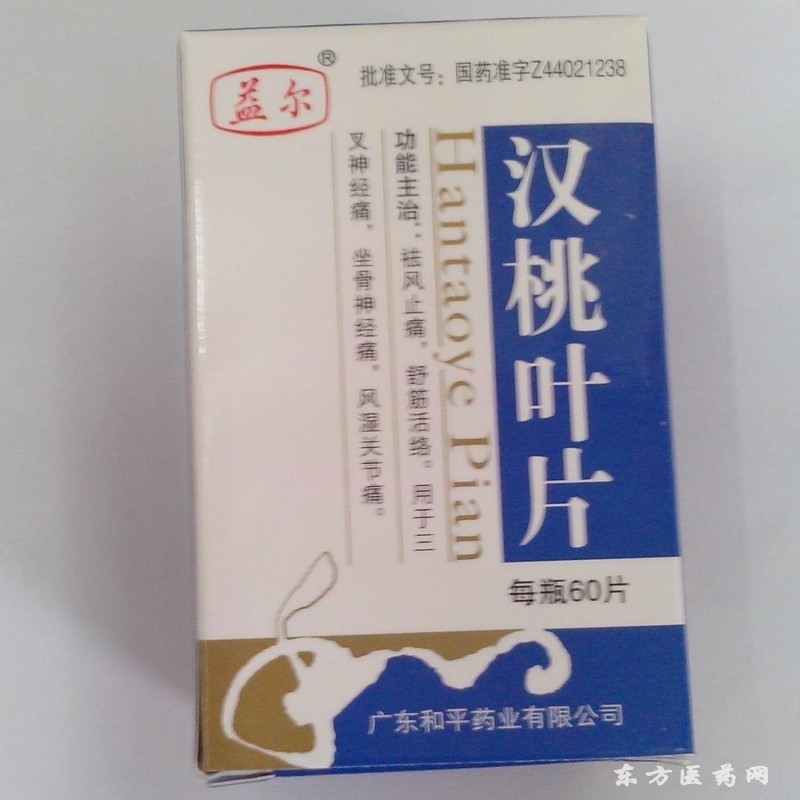 益尔®
批准文号：国药准字Z44021238
汉桃叶片
Hantaoye Pian
功能主治：祛风止痛，舒筋活络。用于三
叉神经痛，坐骨神经痛，风湿关节痛。
每瓶60片
广东和平药业有限公司
东方医药网